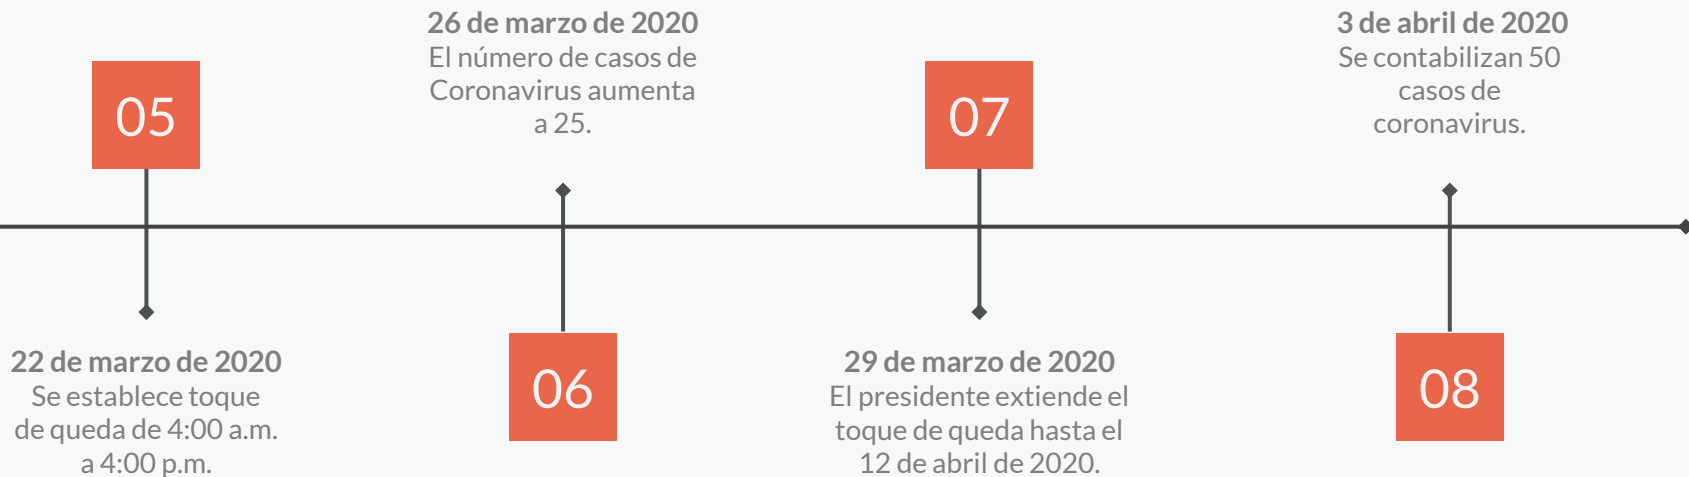 05
22 de marzo de 2020
Se establece toque
de queda de 4:00 a.m.
a 4:00 p.m.
26 de marzo de 2020
El número de casos de
Coronavirus aumenta
a 25.
06
07
29 de marzo de 2020
El presidente extiende el
toque de queda hasta el
12 de abril de 2020.
3 de abril de 2020
Se contabilizan 50
casos de
coronavirus.
08